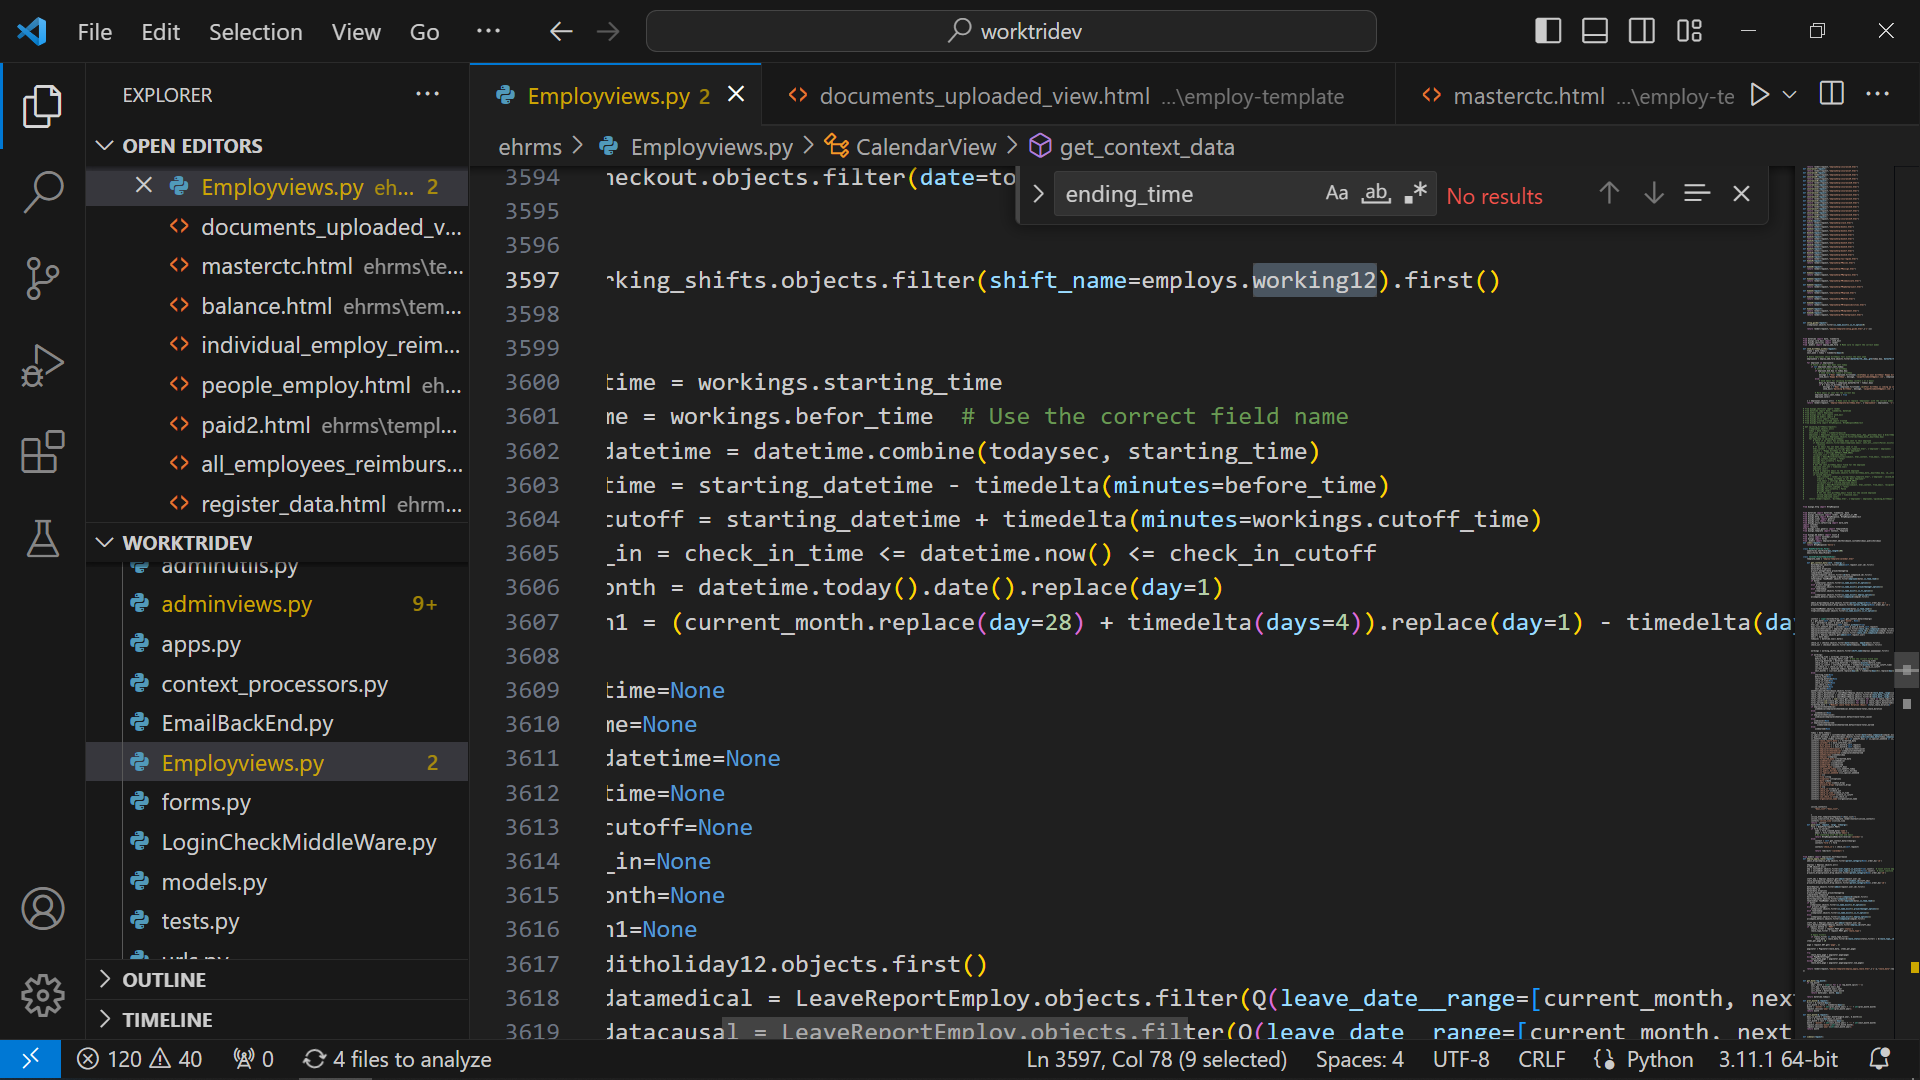 File Edit Selection View Go ··· worktridev
EXPLORER ···
OPEN EDITORS
Employviews.py eh... 2
documents_uploaded_v...
masterctc.html ehrms\te...
balance.html ehrms\tem...
individual_employ_reim...
people_employ.html eh...
paid2.html ehrms\templ...
all_employees_reimburs...
register_data.html ehrm...
WORKTRIDEV
adminutils.py
adminviews.py 9+
apps.py
context_processors.py
EmailBackEnd.py
Employviews.py 2
forms.py
LoginCheckMiddleWare.py
models.py
tests.py
urls.py
OUTLINE
TIMELINE
Employviews.py 2 documents_uploaded_view.html ...\employ-template masterctc.html ...\employ-te
ehrms > Employviews.py > CalendarView > get_context_data
ending_time Aa ab .* No results
3594 heckout.objects.filter(date=to
3595
3596
3597 rking_shifts.objects.filter(shift_name=employs.working12).first()
3598
3599
3600 time = workings.starting_time
3601 me = workings.befor_time  # Use the correct field name
3602 datetime = datetime.combine(todaysec, starting_time)
3603 time = starting_datetime - timedelta(minutes=before_time)
3604 cutoff = starting_datetime + timedelta(minutes=workings.cutoff_time)
3605 _in = check_in_time <= datetime.now() <= check_in_cutoff
3606 onth = datetime.today().date().replace(day=1)
3607 n1 = (current_month.replace(day=28) + timedelta(days=4)).replace(day=1) - timedelta(da
3608
3609 time=None
3610 me=None
3611 datetime=None
3612 time=None
3613 cutoff=None
3614 _in=None
3615 onth=None
3616 n1=None
3617 ditholiday12.objects.first()
3618 datamedical = LeaveReportEmploy.objects.filter(Q(leave_date__range=[current_month, nex
3619 datacausal = LeaveReportEmploy.objects.filter(Q(leave_date__range=[current_month, next
120 40 0 4 files to analyze Ln 3597, Col 78 (9 selected) Spaces: 4 UTF-8 CRLF {} Python 3.11.1 64-bit